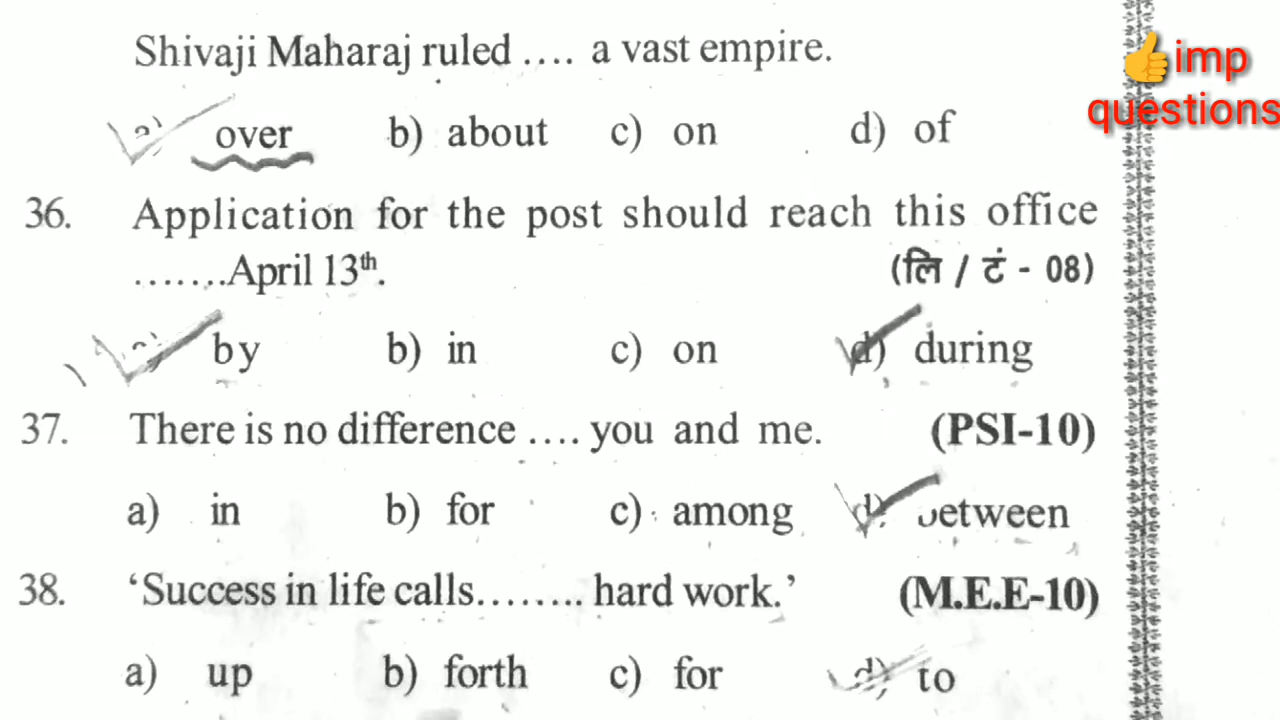 Shivaji Maharaj ruled .... a vast empire.
👍imp
questions
a) over b) about c) on d) of
36. Application for the post should reach this office
.......April 13th. (लि / टं - 08)
a) by b) in c) on d) during
37. There is no difference .... you and me. (PSI-10)
a) in b) for c) among d) between
38. ‘Success in life calls........ hard work.’ (M.E.E-10)
a) up b) forth c) for d) to